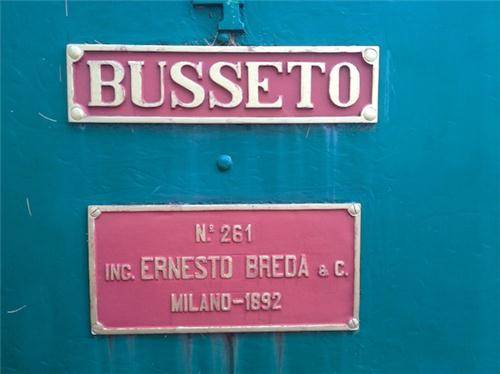 BUSSETO
Nº 261
ING. ERNESTO BREDA & C.
MILANO-1892